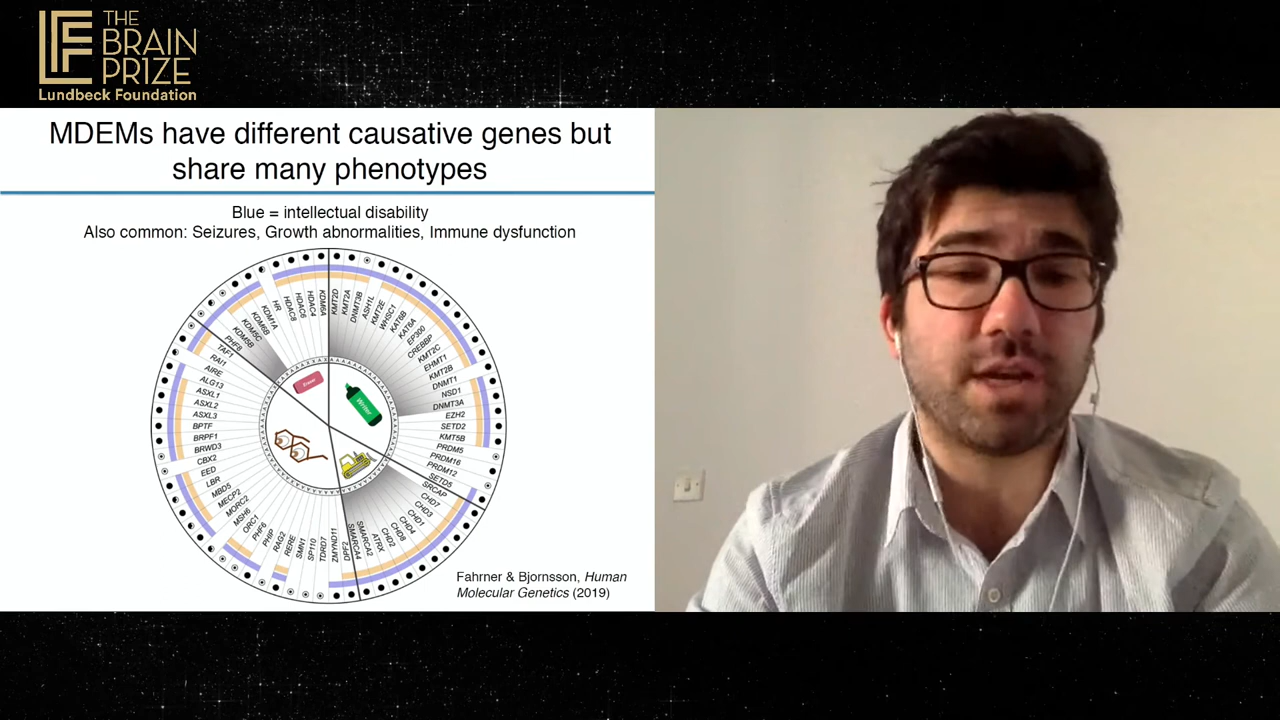 THE
BRAIN
PRIZE
Lundbeck Foundation
MDEMs have different causative genes but
share many phenotypes
Blue = intellectual disability
Also common: Seizures, Growth abnormalities, Immune dysfunction
KMT2D
KMT2A
DNMT3B
ASH1L
KMT2E
WHSC1
KAT6B
KAT6A
EP300
CREBBP
KMT2C
EHMT1
KMT2B
DNMT1
NSD1
DNMT3A
EZH2
SETD2
KMT5B
PRDM5
PRDM16
PRDM12
SETD5
SRCAP
CHD7
CHD3
CHD1
CHD4
CHD8
CHD2
ATRX
SMARCA2
SMARCA4
DPF2
ZMYND11
TDRD7
SP110
SMN1
RERE
RAG2
PHIP
PHF6
ORC1
MSH6
MORC2
MECP2
MBD5
LBR
EED
CBX2
BRWD3
BRPF1
BPTF
ASXL3
ASXL2
ASXL1
ALG13
AIRE
RAI1
TAF1
PHF8
KDM5B
KDM5C
KDM6B
KDM1A
HR
HDAC8
HDAC6
HDAC4
KDM6A
Eraser
Writer
Fahrner & Bjornsson, Human
Molecular Genetics (2019)